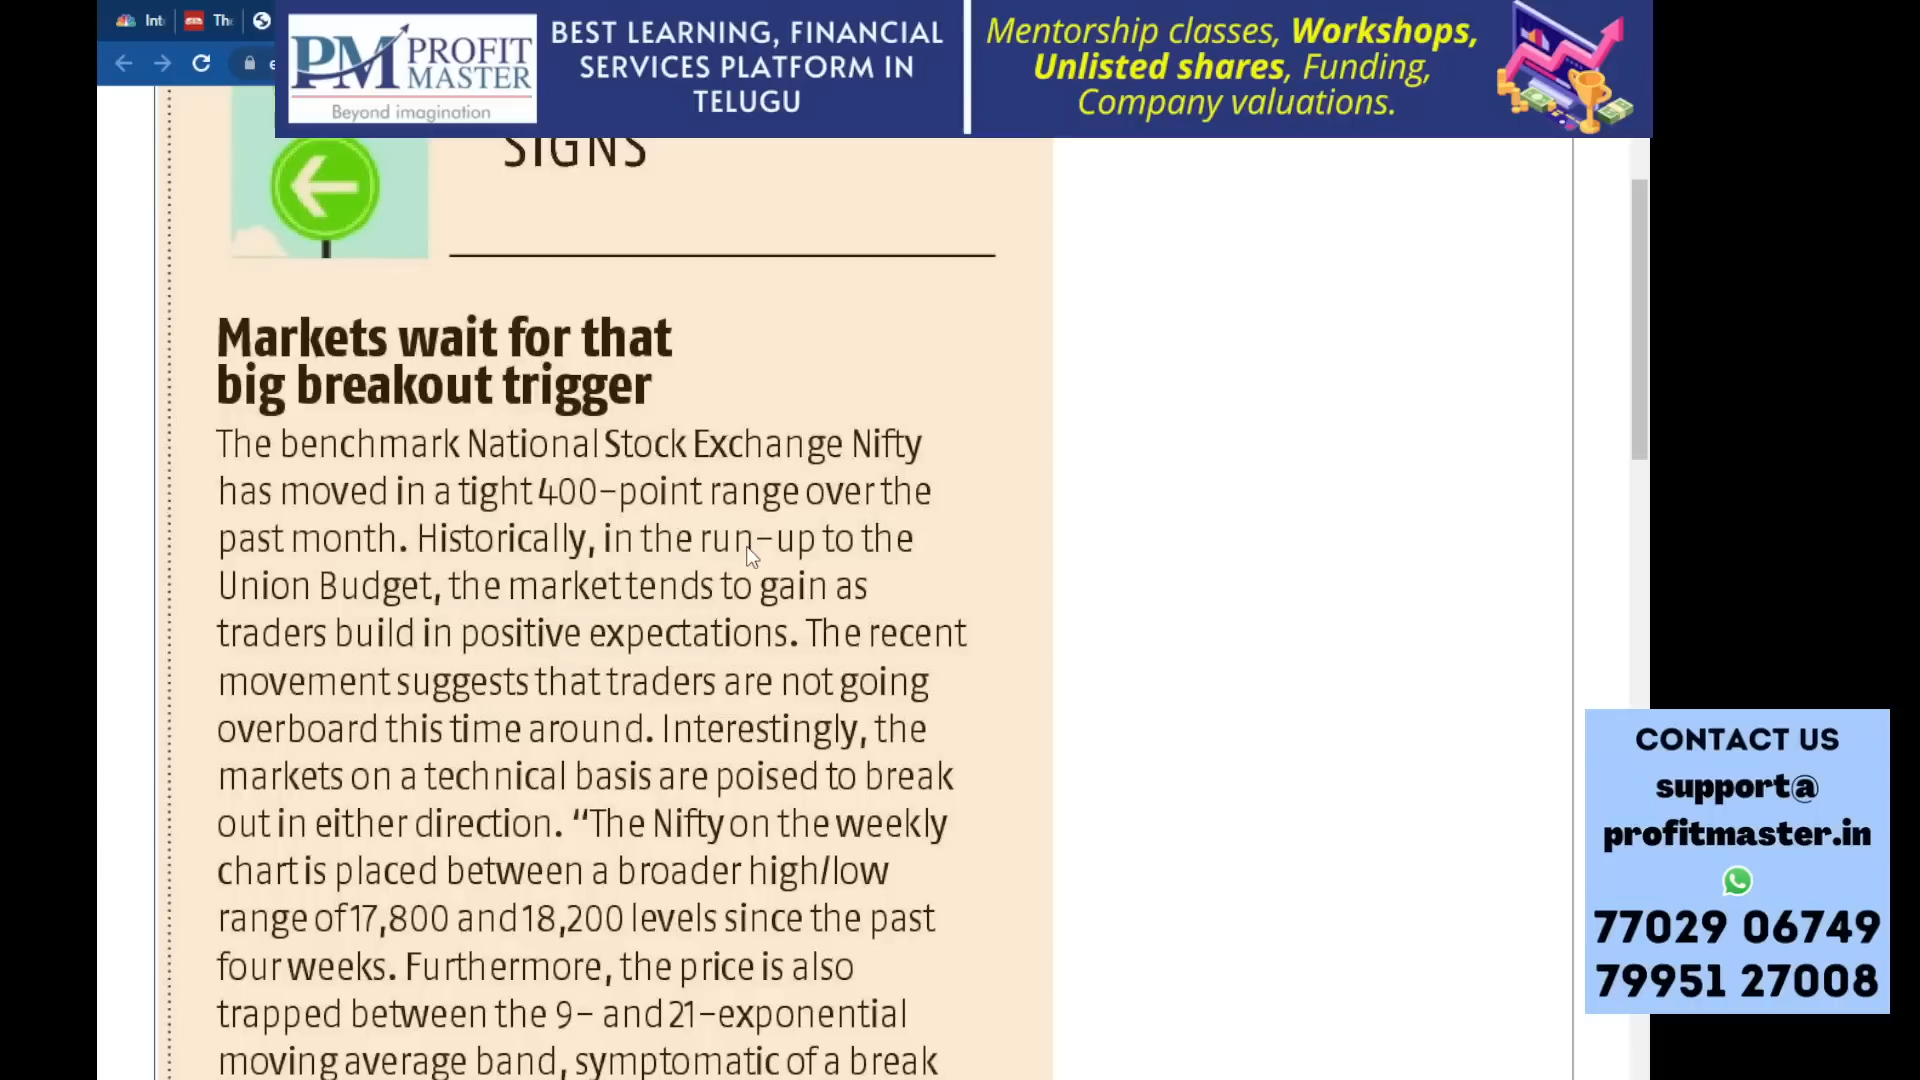 Int
Th
PM PROFIT MASTER
Beyond imagination
BEST LEARNING, FINANCIAL
SERVICES PLATFORM IN
TELUGU
Mentorship classes, Workshops,
Unlisted shares, Funding,
Company valuations.
SIGNS
Markets wait for that
big breakout trigger
The benchmark National Stock Exchange Nifty
has moved in a tight 400-point range over the
past month. Historically, in the run-up to the
Union Budget, the market tends to gain as
traders build in positive expectations. The recent
movement suggests that traders are not going
overboard this time around. Interestingly, the
markets on a technical basis are poised to break
out in either direction. “The Nifty on the weekly
chart is placed between a broader high/low
range of 17,800 and 18,200 levels since the past
four weeks. Furthermore, the price is also
trapped between the 9- and 21-exponential
moving average band, symptomatic of a break
CONTACT US
support@
profitmaster.in
77029 06749
79951 27008